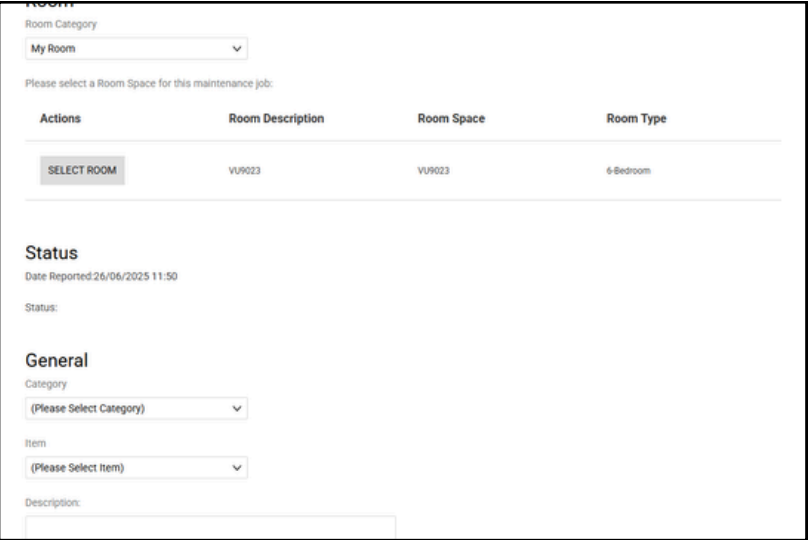 Room
Room Category
My Room
Please select a Room Space for this maintenance job:
Actions Room Description Room Space Room Type
SELECT ROOM VU9023 VU9023 6-Bedroom
Status
Date Reported:26/06/2025 11:50
Status:
General
Category
(Please Select Category)
Item
(Please Select Item)
Description: